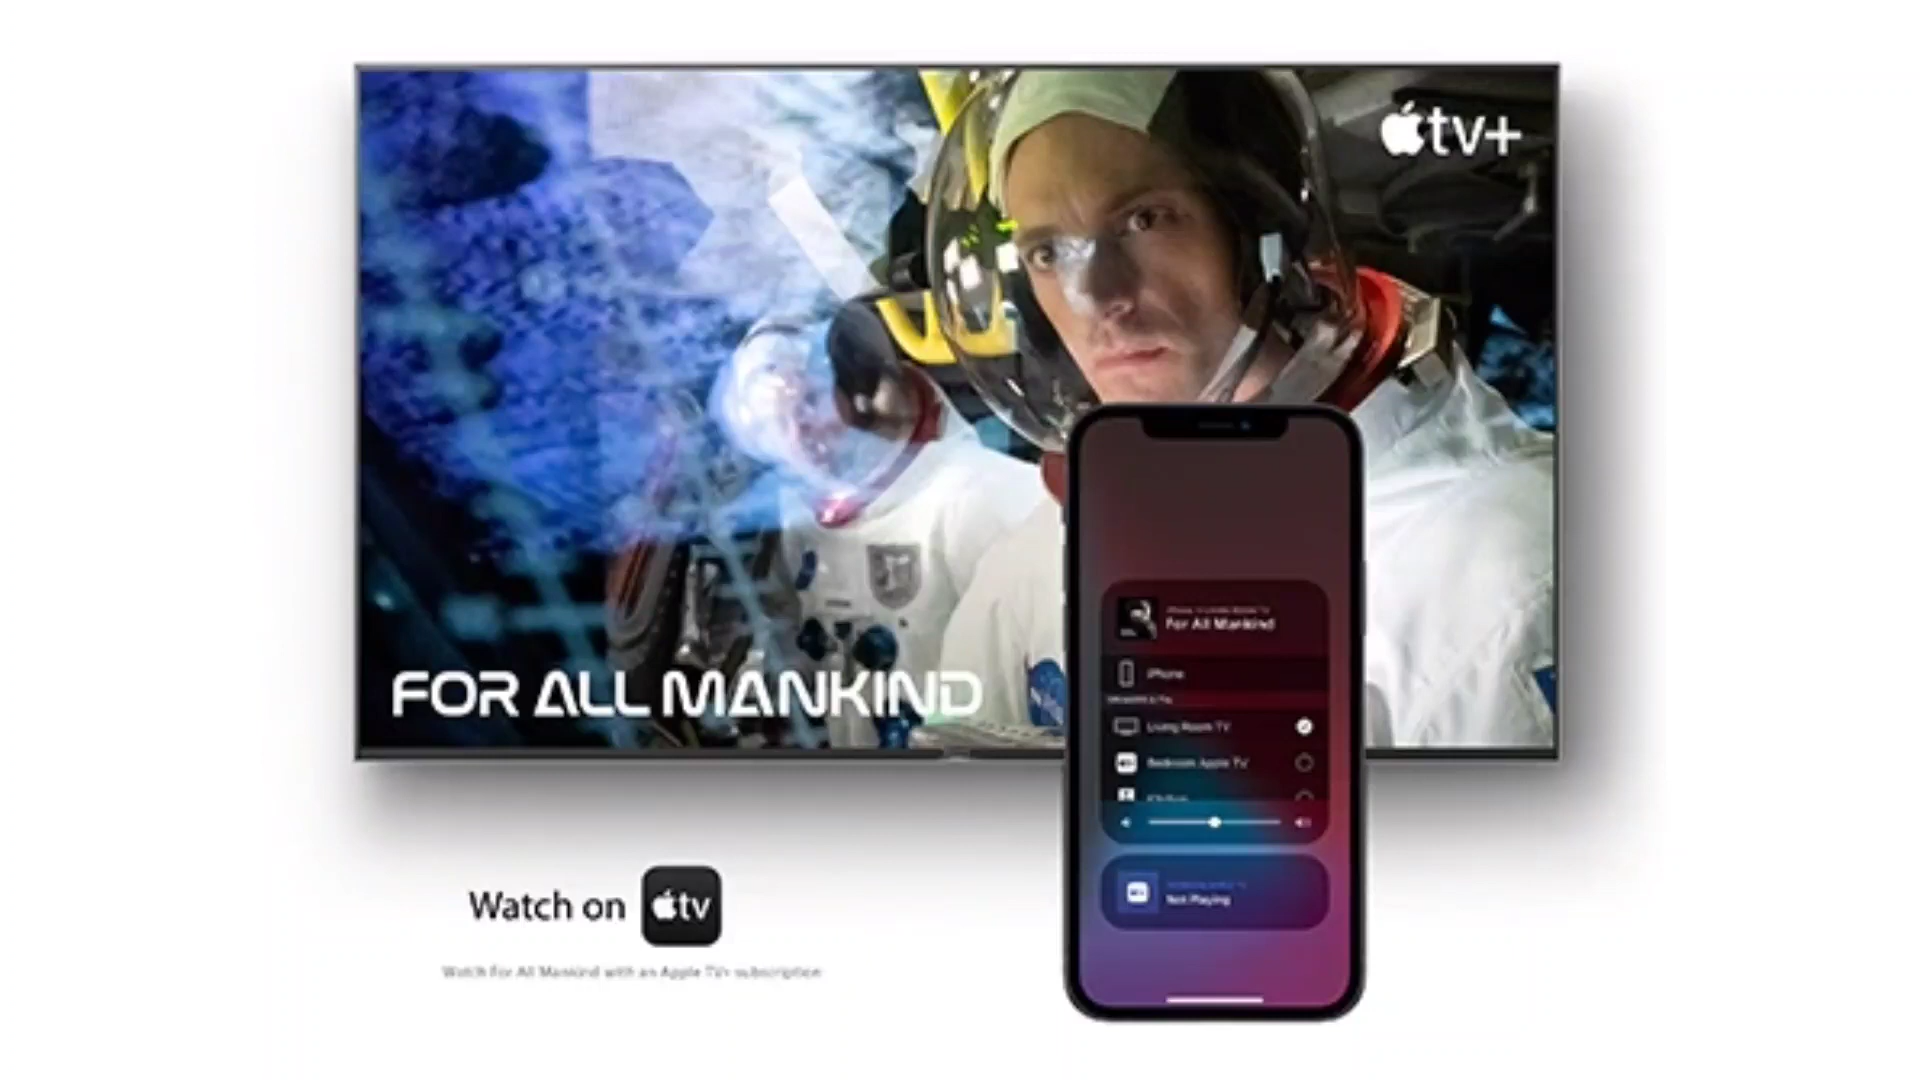 tv+
FOR ALL MANKIND
For All Mankind
iPhone
Living Room TV
Bedroom Apple TV
Not Playing
Watch on tv
Watch For All Mankind with an Apple TV+ subscription